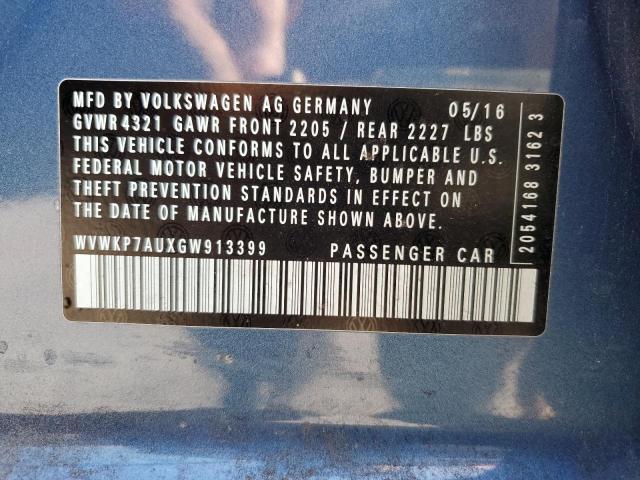 MFD BY VOLKSWAGEN AG GERMANY 05/16
GVWR 4321 GAWR FRONT 2205 / REAR 2227 LBS
THIS VEHICLE CONFORMS TO ALL APPLICABLE U.S.
FEDERAL MOTOR VEHICLE SAFETY, BUMPER AND
THEFT PREVENTION STANDARDS IN EFFECT ON
THE DATE OF MANUFACTURE SHOWN ABOVE.
WVWKP7AUXGW913399 PASSENGER CAR
2054168 3162 3